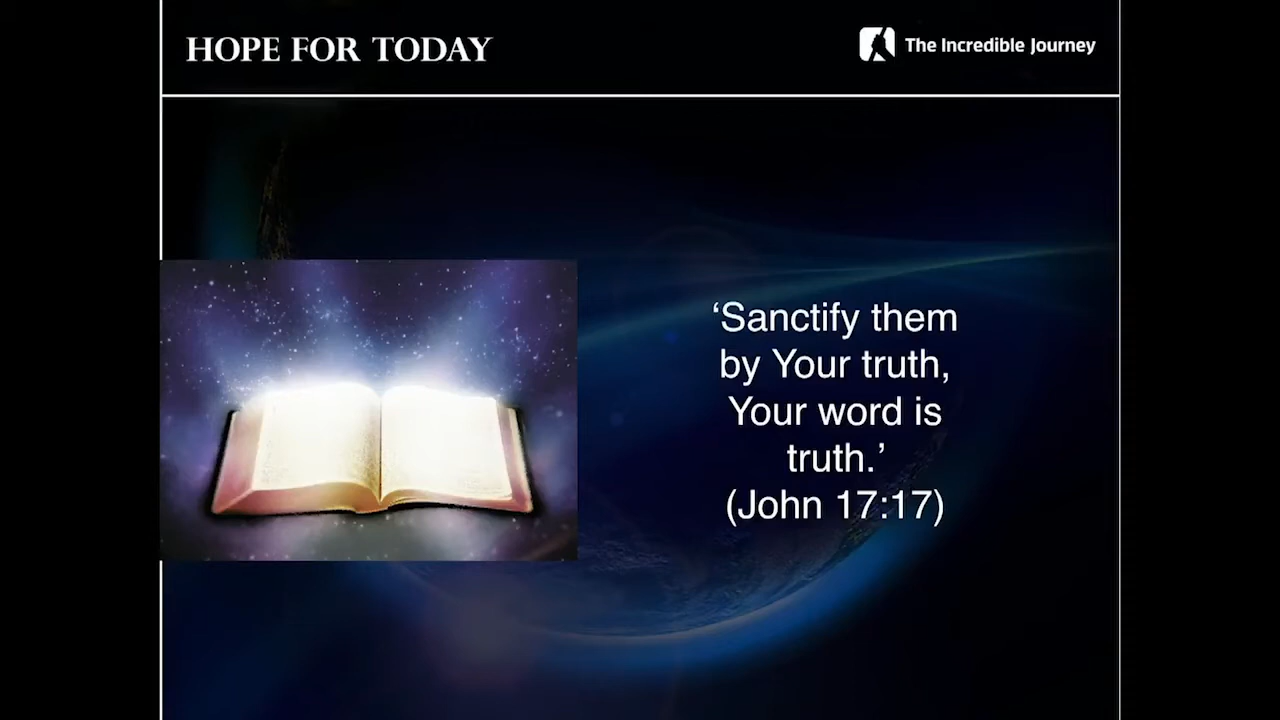 HOPE FOR TODAY
The Incredible Journey
‘Sanctify them
by Your truth,
Your word is
truth.’
(John 17:17)